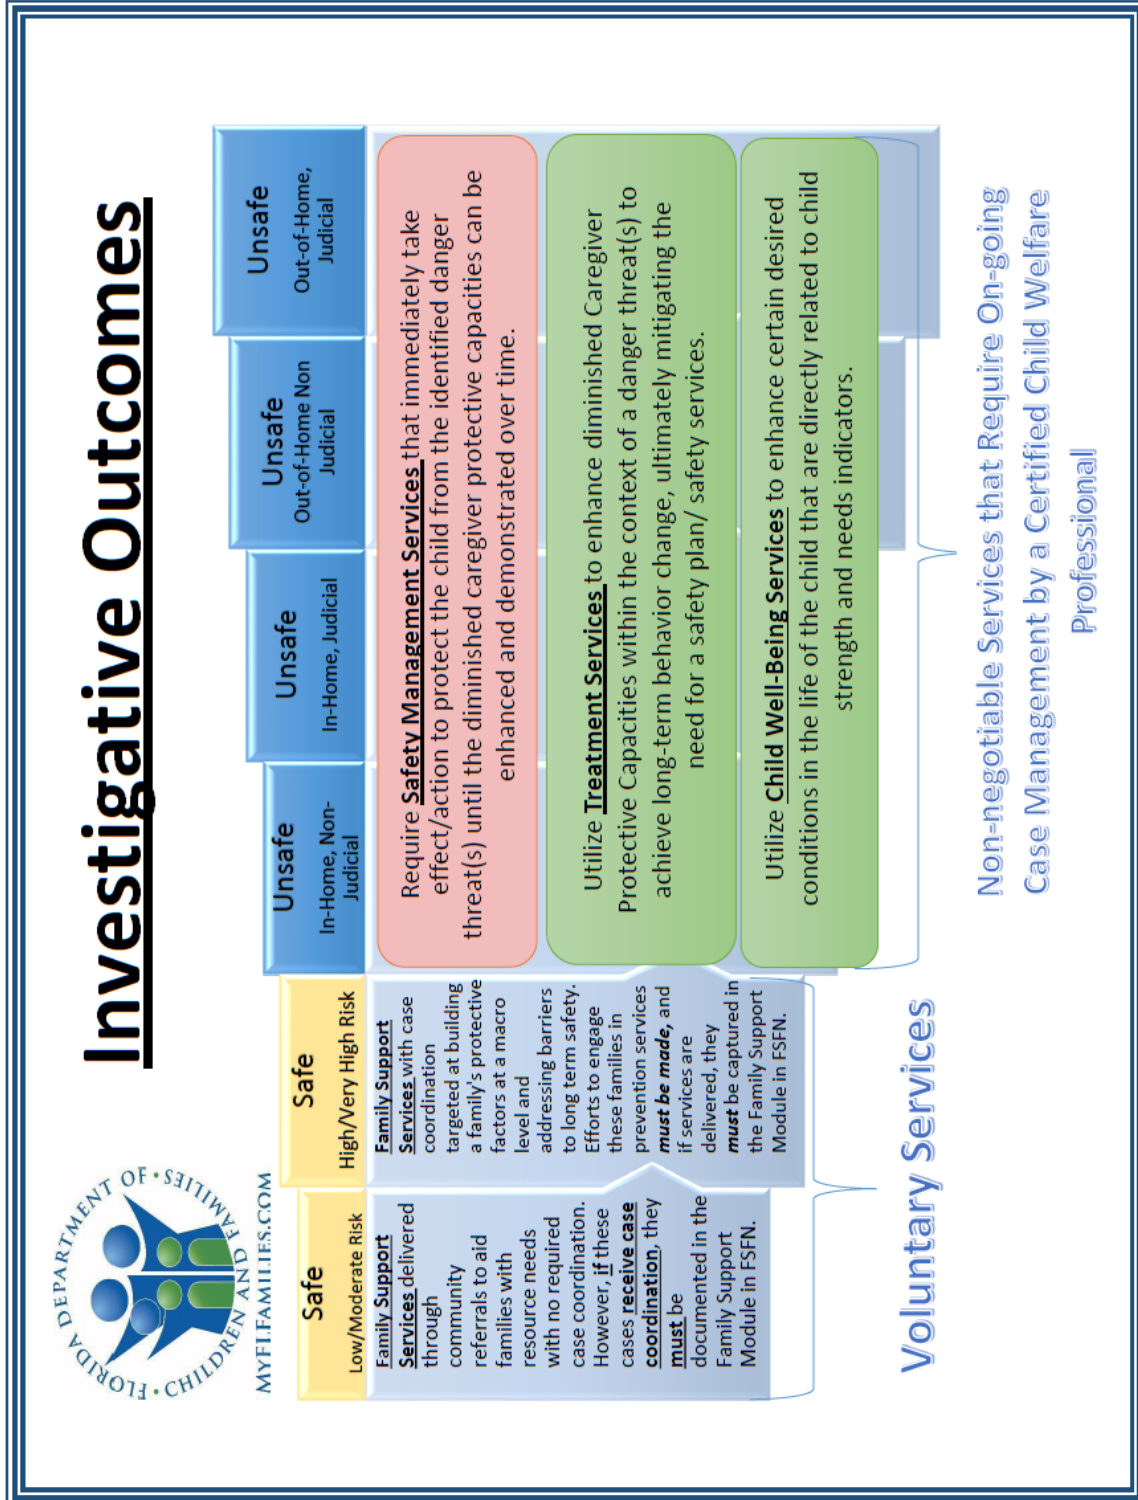 FLORIDA DEPARTMENT OF
CHILDREN AND FAMILIES
MYFLFAMILIES.COM
Investigative Outcomes
Safe
Low/Moderate Risk
Family Support
Services delivered
through
community
referrals to aid
families with
resource needs
with no required
case coordination.
However, if these
cases receive case
coordination, they
must be
documented in the
Family Support
Module in FSFN.
Safe
High/Very High Risk
Family Support
Services with case
coordination
targeted at building
a family's protective
factors at a macro
level and
addressing barriers
to long term safety.
Efforts to engage
these families in
prevention services
must be made, and
if services are
delivered, they
must be captured in
the Family Support
Module in FSFN.
Unsafe
In-Home, Non-
Judicial
Unsafe
In-Home, Judicial
Unsafe
Out-of-Home Non
Judicial
Unsafe
Out-of-Home,
Judicial
Require Safety Management Services that immediately take
effect/action to protect the child from the identified danger
threat(s) until the diminished caregiver protective capacities can be
enhanced and demonstrated over time.
Utilize Treatment Services to enhance diminished Caregiver
Protective Capacities within the context of a danger threat(s) to
achieve long-term behavior change, ultimately mitigating the
need for a safety plan/ safety services.
Utilize Child Well-Being Services to enhance certain desired
conditions in the life of the child that are directly related to child
strength and needs indicators.
Voluntary Services
Non-negotiable Services that Require On-going
Case Management by a Certified Child Welfare
Professional